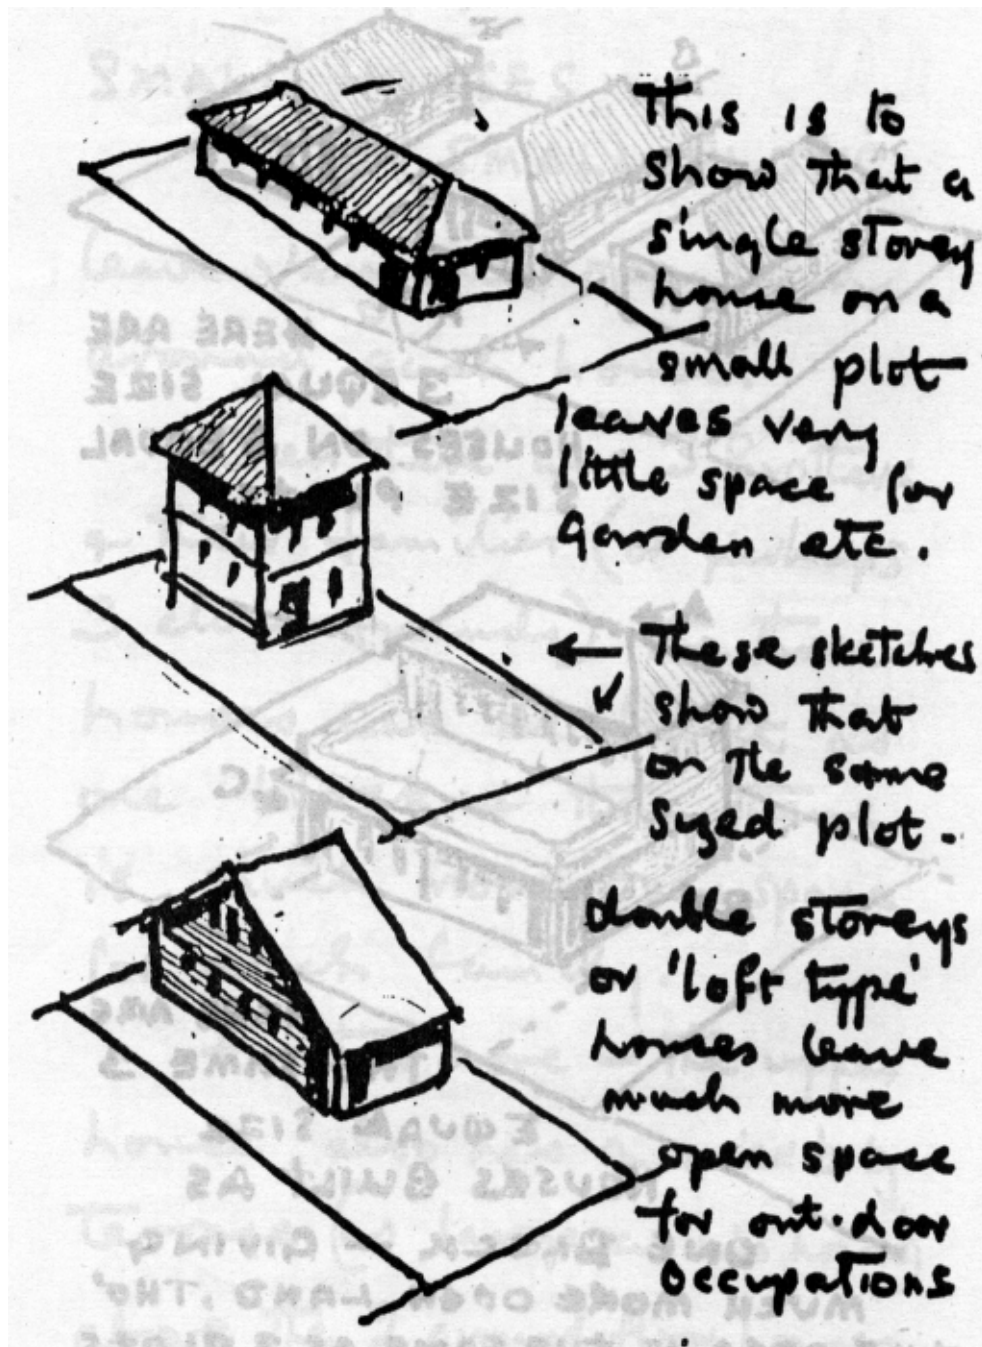 This is to
show that a
single storey
house on a
small plot
leaves very
little space for
Garden etc.
These sketches
show that
on the same
sized plot.
double storeys
or 'loft type'
houses leave
much more
open space
for out-door
occupations